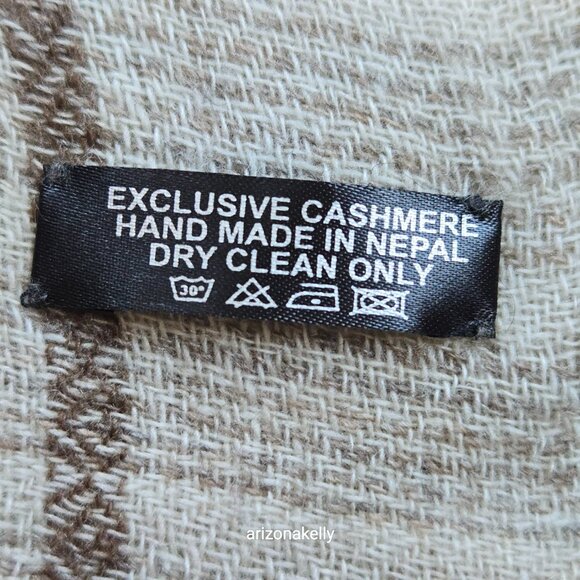 EXCLUSIVE CASHMERE
HAND MADE IN NEPAL
DRY CLEAN ONLY
30°
arizonakelly